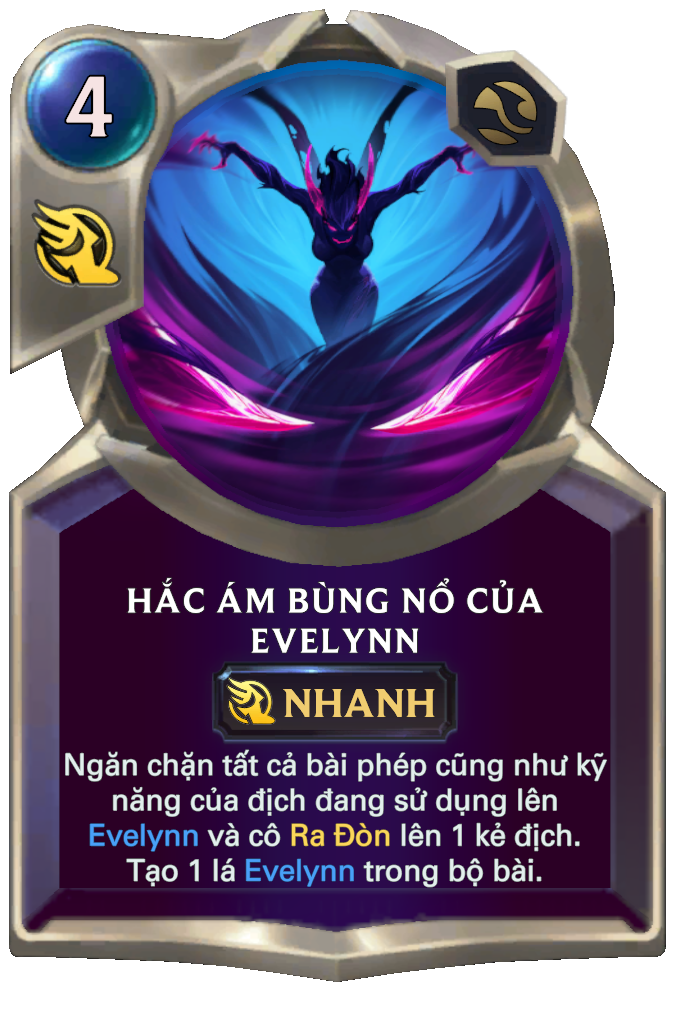 4
HẮC ÁM BÙNG NỔ CỦA
EVELYNN
NHANH
Ngăn chặn tất cả bài phép cũng như kỹ
năng của địch đang sử dụng lên
Evelynn và cô Ra Đòn lên 1 kẻ địch.
Tạo 1 lá Evelynn trong bộ bài.